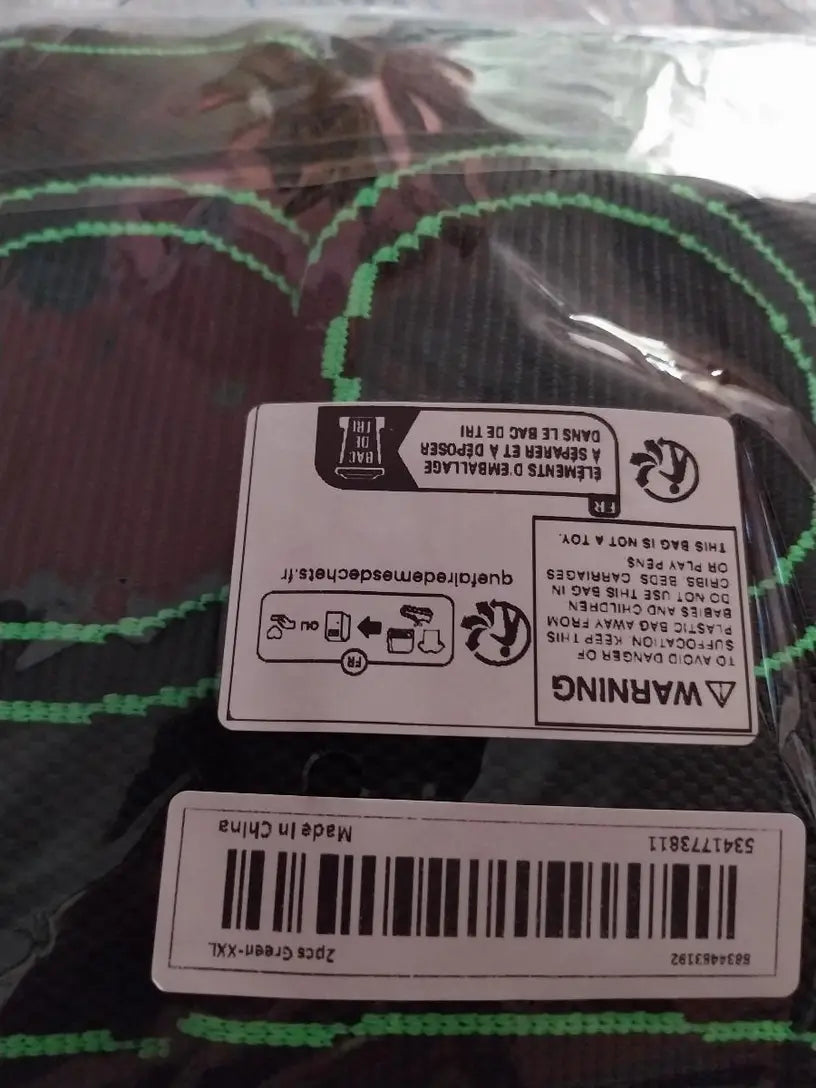 2pcs Green-XXL
5341773811
Made In China
WARNING
TO AVOID DANGER OF
SUFFOCATION. KEEP THIS
PLASTIC BAG AWAY FROM
BABIES AND CHILDREN
DO NOT USE THIS BAG IN
CRIBS. BEDS. CARRIAGES
OR PLAY PENS
THIS BAG IS NOT A TOY.
FR
OU
quefairedemesdechets.fr
FR
ÉLÉMENTS D'EMBALLAGE
À SÉPARER ET À DÉPOSER
DANS LE BAC DE TRI
BAC
DE
TRI